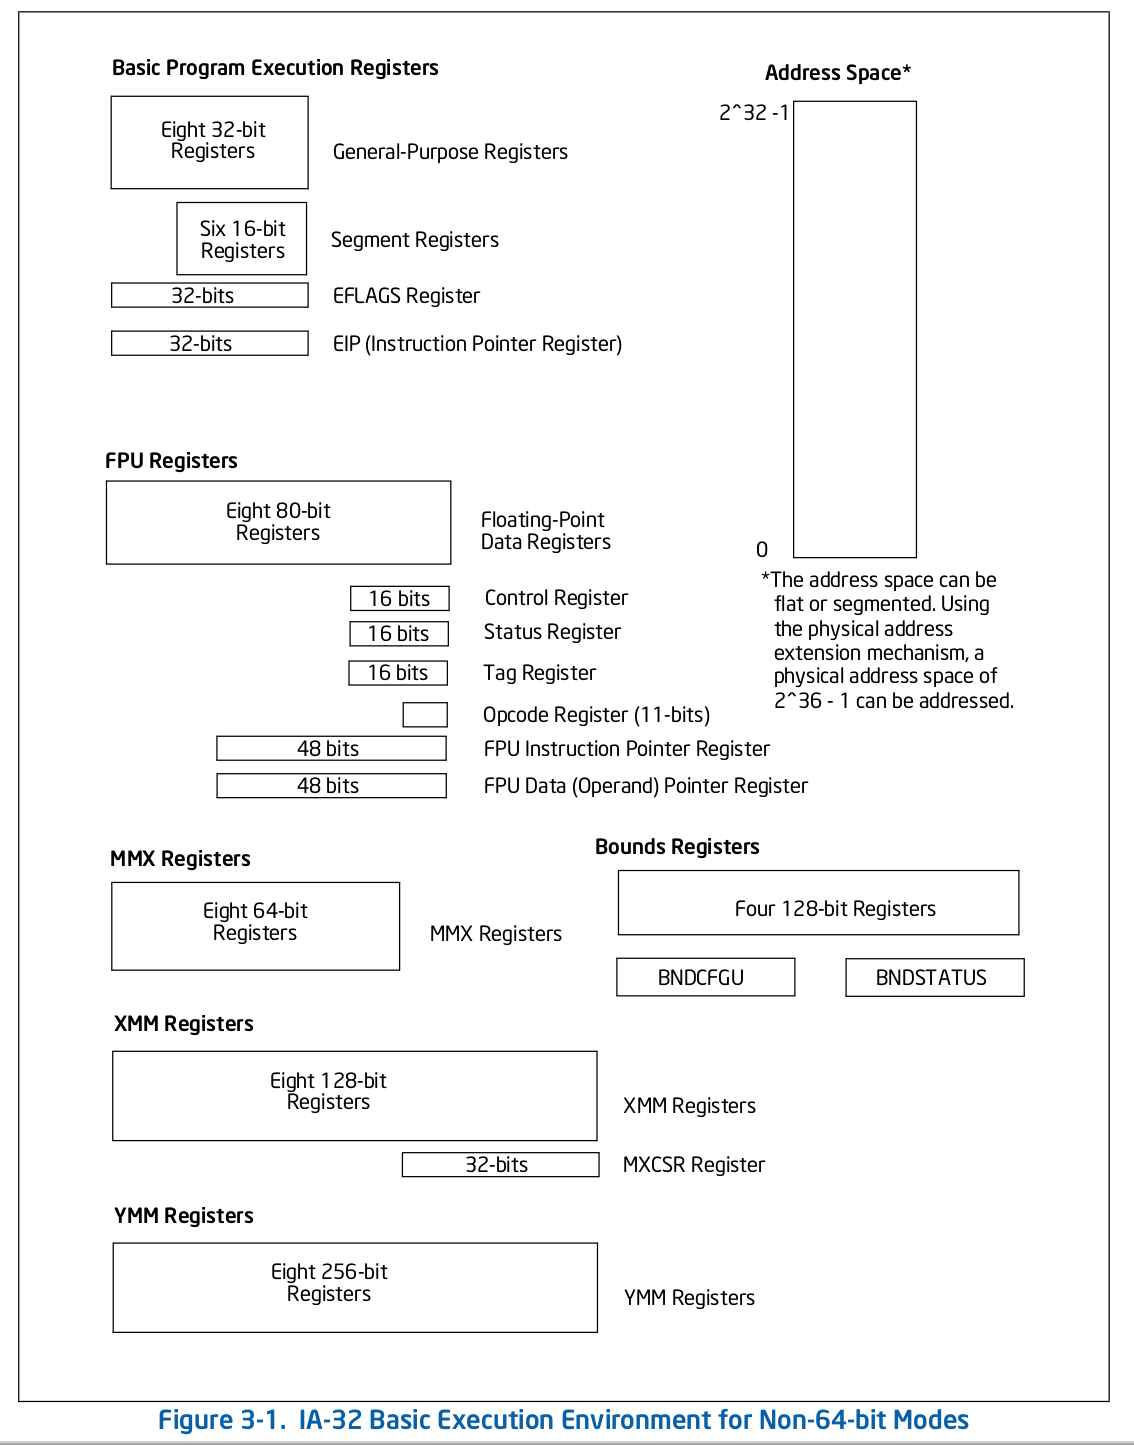 Basic Program Execution Registers
Eight 32-bit
Registers
General-Purpose Registers
Six 16-bit
Registers
Segment Registers
32-bits
EFLAGS Register
32-bits
EIP (Instruction Pointer Register)
Address Space*
2^32 -1
0
*The address space can be
flat or segmented. Using
the physical address
extension mechanism, a
physical address space of
2^36 - 1 can be addressed.
FPU Registers
Eight 80-bit
Registers
Floating-Point
Data Registers
16 bits
Control Register
16 bits
Status Register
16 bits
Tag Register
Opcode Register (11-bits)
48 bits
FPU Instruction Pointer Register
48 bits
FPU Data (Operand) Pointer Register
MMX Registers
Eight 64-bit
Registers
MMX Registers
Bounds Registers
Four 128-bit Registers
BNDCFGU
BNDSTATUS
XMM Registers
Eight 128-bit
Registers
XMM Registers
32-bits
MXCSR Register
YMM Registers
Eight 256-bit
Registers
YMM Registers
Figure 3-1. IA-32 Basic Execution Environment for Non-64-bit Modes